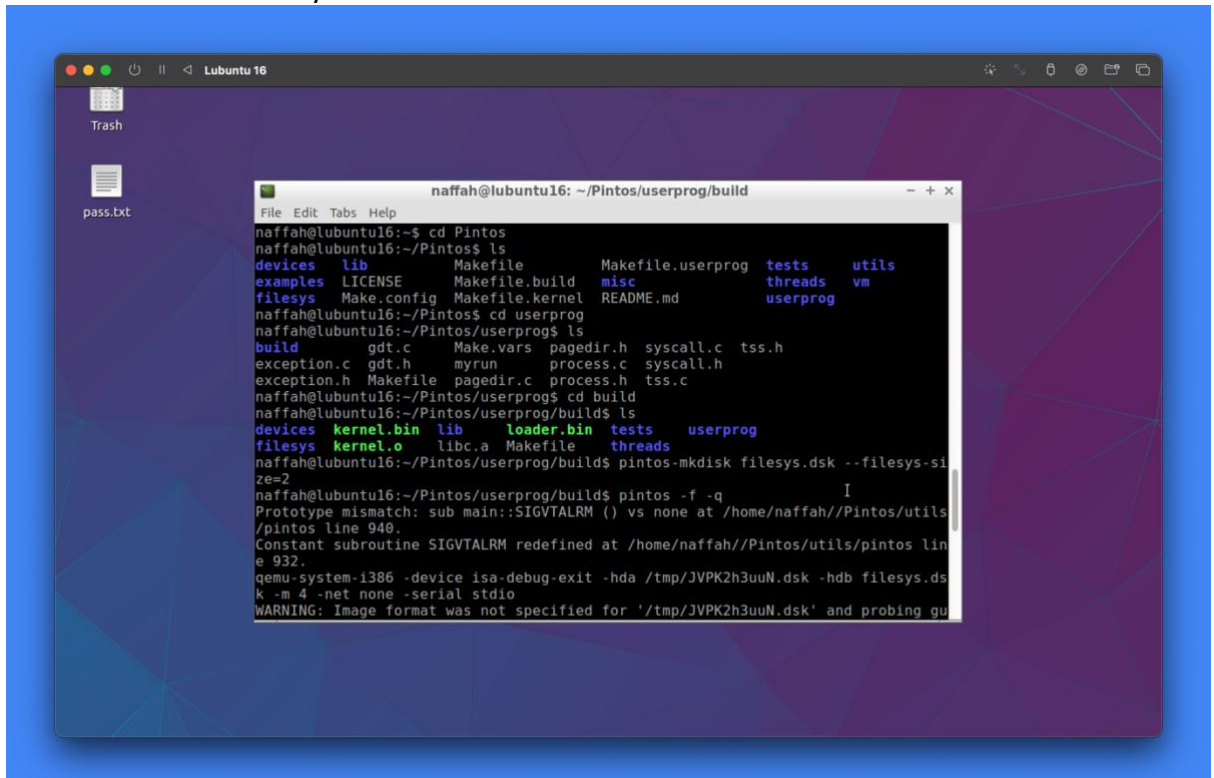 Lubuntu 16
Trash
pass.txt
naffah@lubuntu16: ~/Pintos/userprog/build
File Edit Tabs Help
naffah@lubuntu16:~$ cd Pintos
naffah@lubuntu16:~/Pintos$ ls
devices lib Makefile Makefile.userprog tests utils
examples LICENSE Makefile.build misc threads vm
filesys Make.config Makefile.kernel README.md userprog
naffah@lubuntu16:~/Pintos$ cd userprog
naffah@lubuntu16:~/Pintos/userprog$ ls
build gdt.c Make.vars pagedir.h syscall.c tss.h
exception.c gdt.h myrun process.c syscall.h
exception.h Makefile pagedir.c process.h tss.c
naffah@lubuntu16:~/Pintos/userprog$ cd build
naffah@lubuntu16:~/Pintos/userprog/build$ ls
devices kernel.bin lib loader.bin tests userprog
filesys kernel.o libc.a Makefile threads
naffah@lubuntu16:~/Pintos/userprog/build$ pintos-mkdisk filesys.dsk --filesys-si
ze=2
naffah@lubuntu16:~/Pintos/userprog/build$ pintos -f -q
Prototype mismatch: sub main::SIGVTALRM () vs none at /home/naffah//Pintos/utils
/pintos line 940.
Constant subroutine SIGVTALRM redefined at /home/naffah//Pintos/utils/pintos lin
e 932.
qemu-system-i386 -device isa-debug-exit -hda /tmp/JVPK2h3uuN.dsk -hdb filesys.ds
k -m 4 -net none -serial stdio
WARNING: Image format was not specified for '/tmp/JVPK2h3uuN.dsk' and probing gu